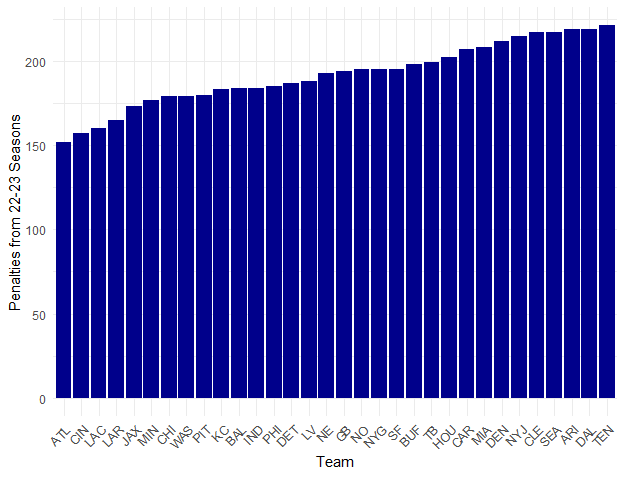 Penalties from 22-23 Seasons
200
150
100
50
0
ATL CIN LAC LAR JAX MIN CHI WAS PIT KC BAL IND PHI DET LV NE GB NO NYG SF BUF TB HOU CAR MIA DEN NYJ CLE SEA ARI DAL TEN
Team